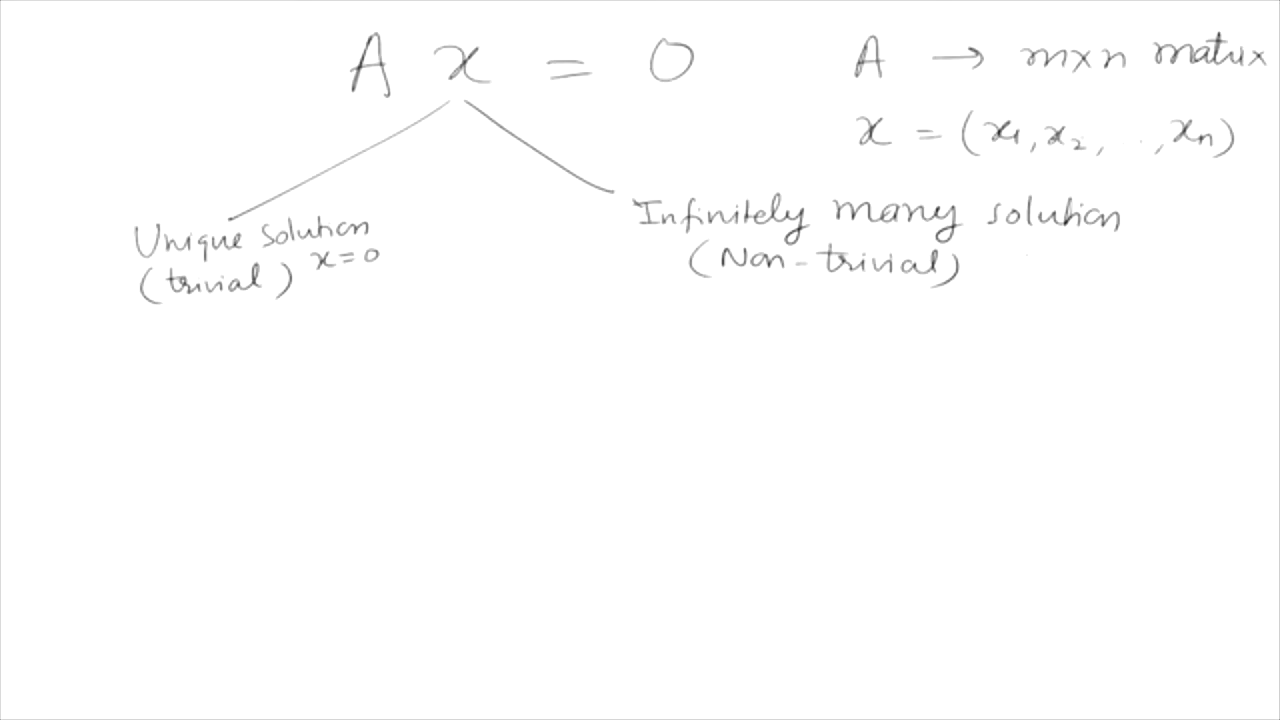 A x = 0
A → m×n matrix
x = (x₁, x₂, . . , xₙ)
Unique solution
(trivial) x=0
Infinitely many solution
(Non-trivial)